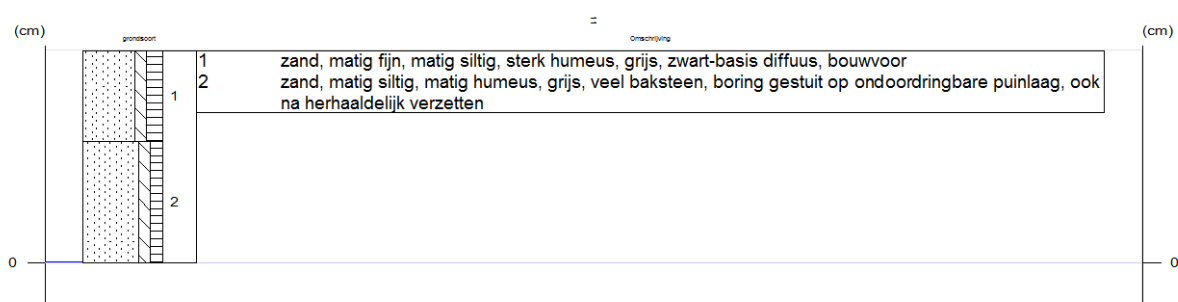 (cm) (cm)
grondsoort Omschrijving
1 zand, matig fijn, matig siltig, sterk humeus, grijs, zwart-basis diffuus, bouwvoor
2 zand, matig siltig, matig humeus, grijs, veel baksteen, boring gestuit op ondoordringbare puinlaag, ook
na herhaaldelijk verzetten
1
2
0 0